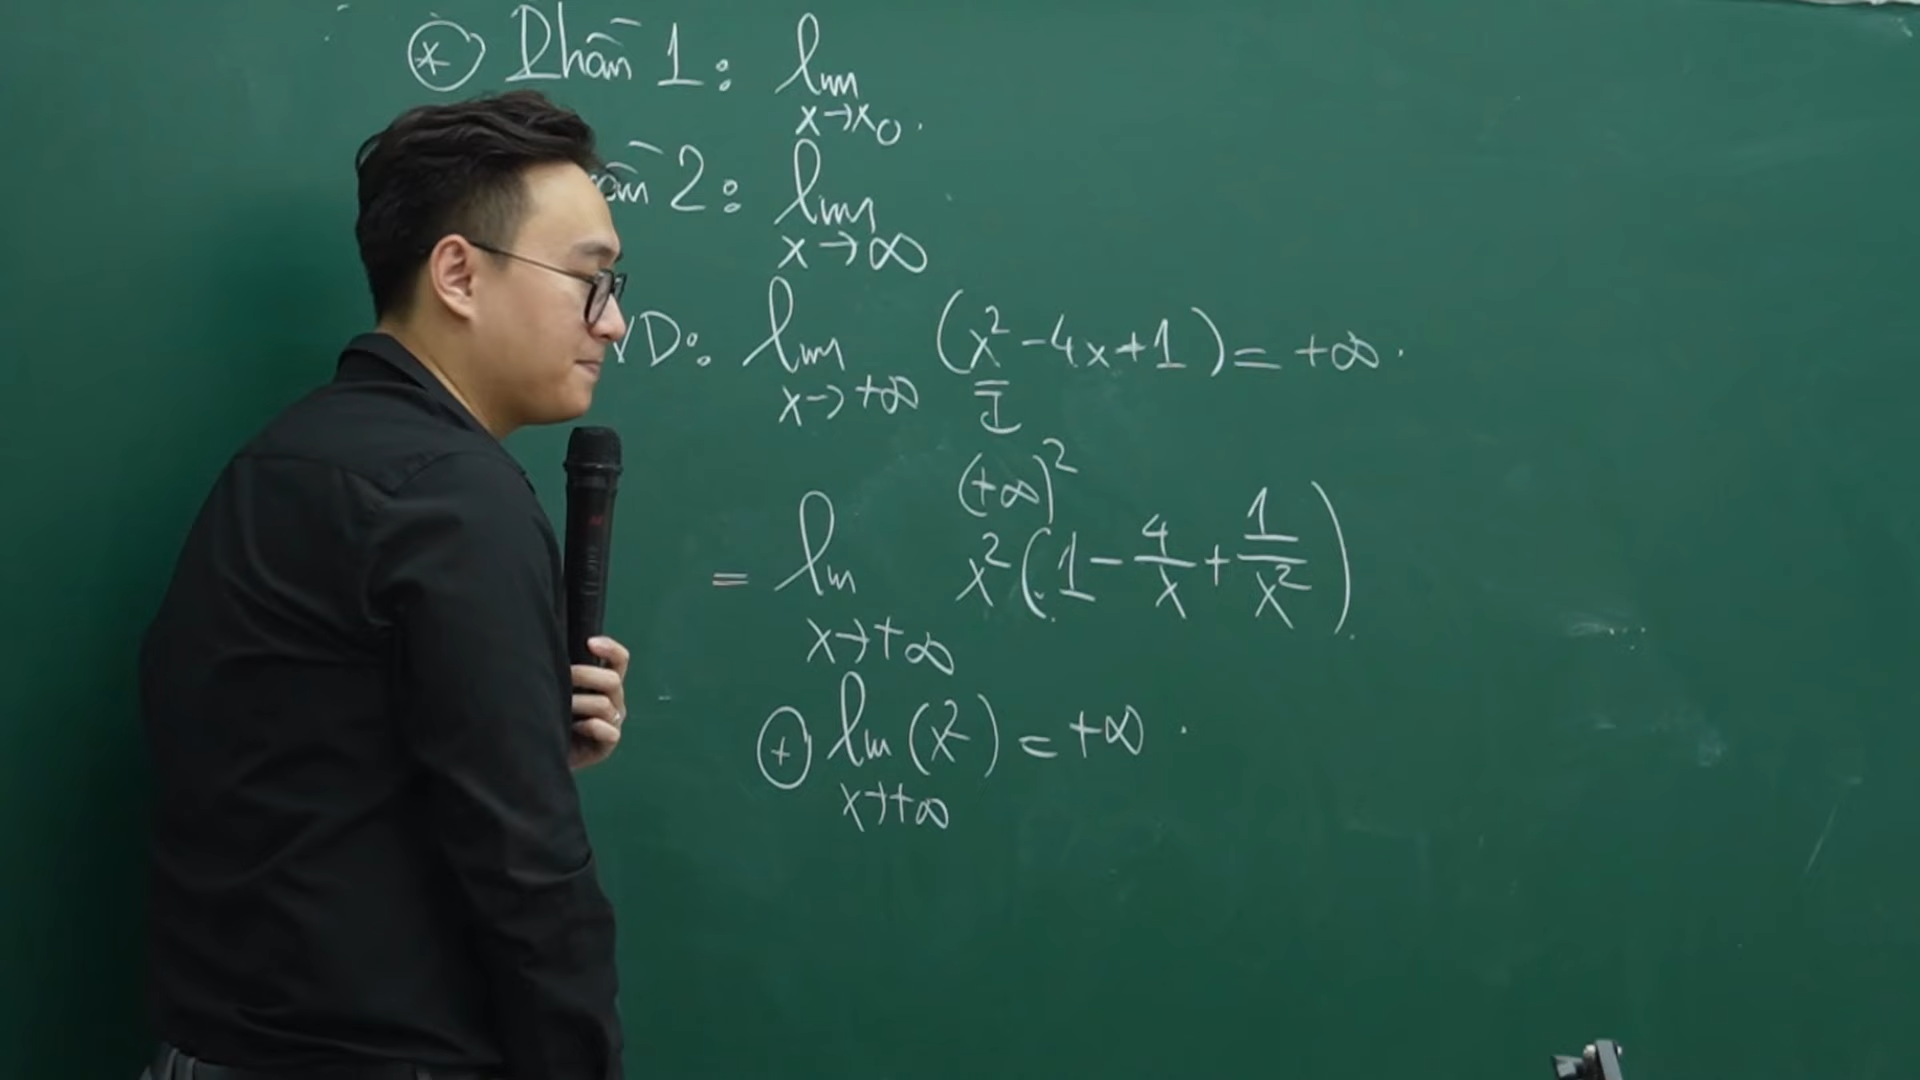 * Phần 1: lim x→x₀.
2: lim x→∞
VD: lim x→+∞ (x² - 4x + 1) = +∞.
(+∞)²
= lim x→+∞ x²(1 - 4/x + 1/x²).
+ lim x→+∞ (x²) = +∞.